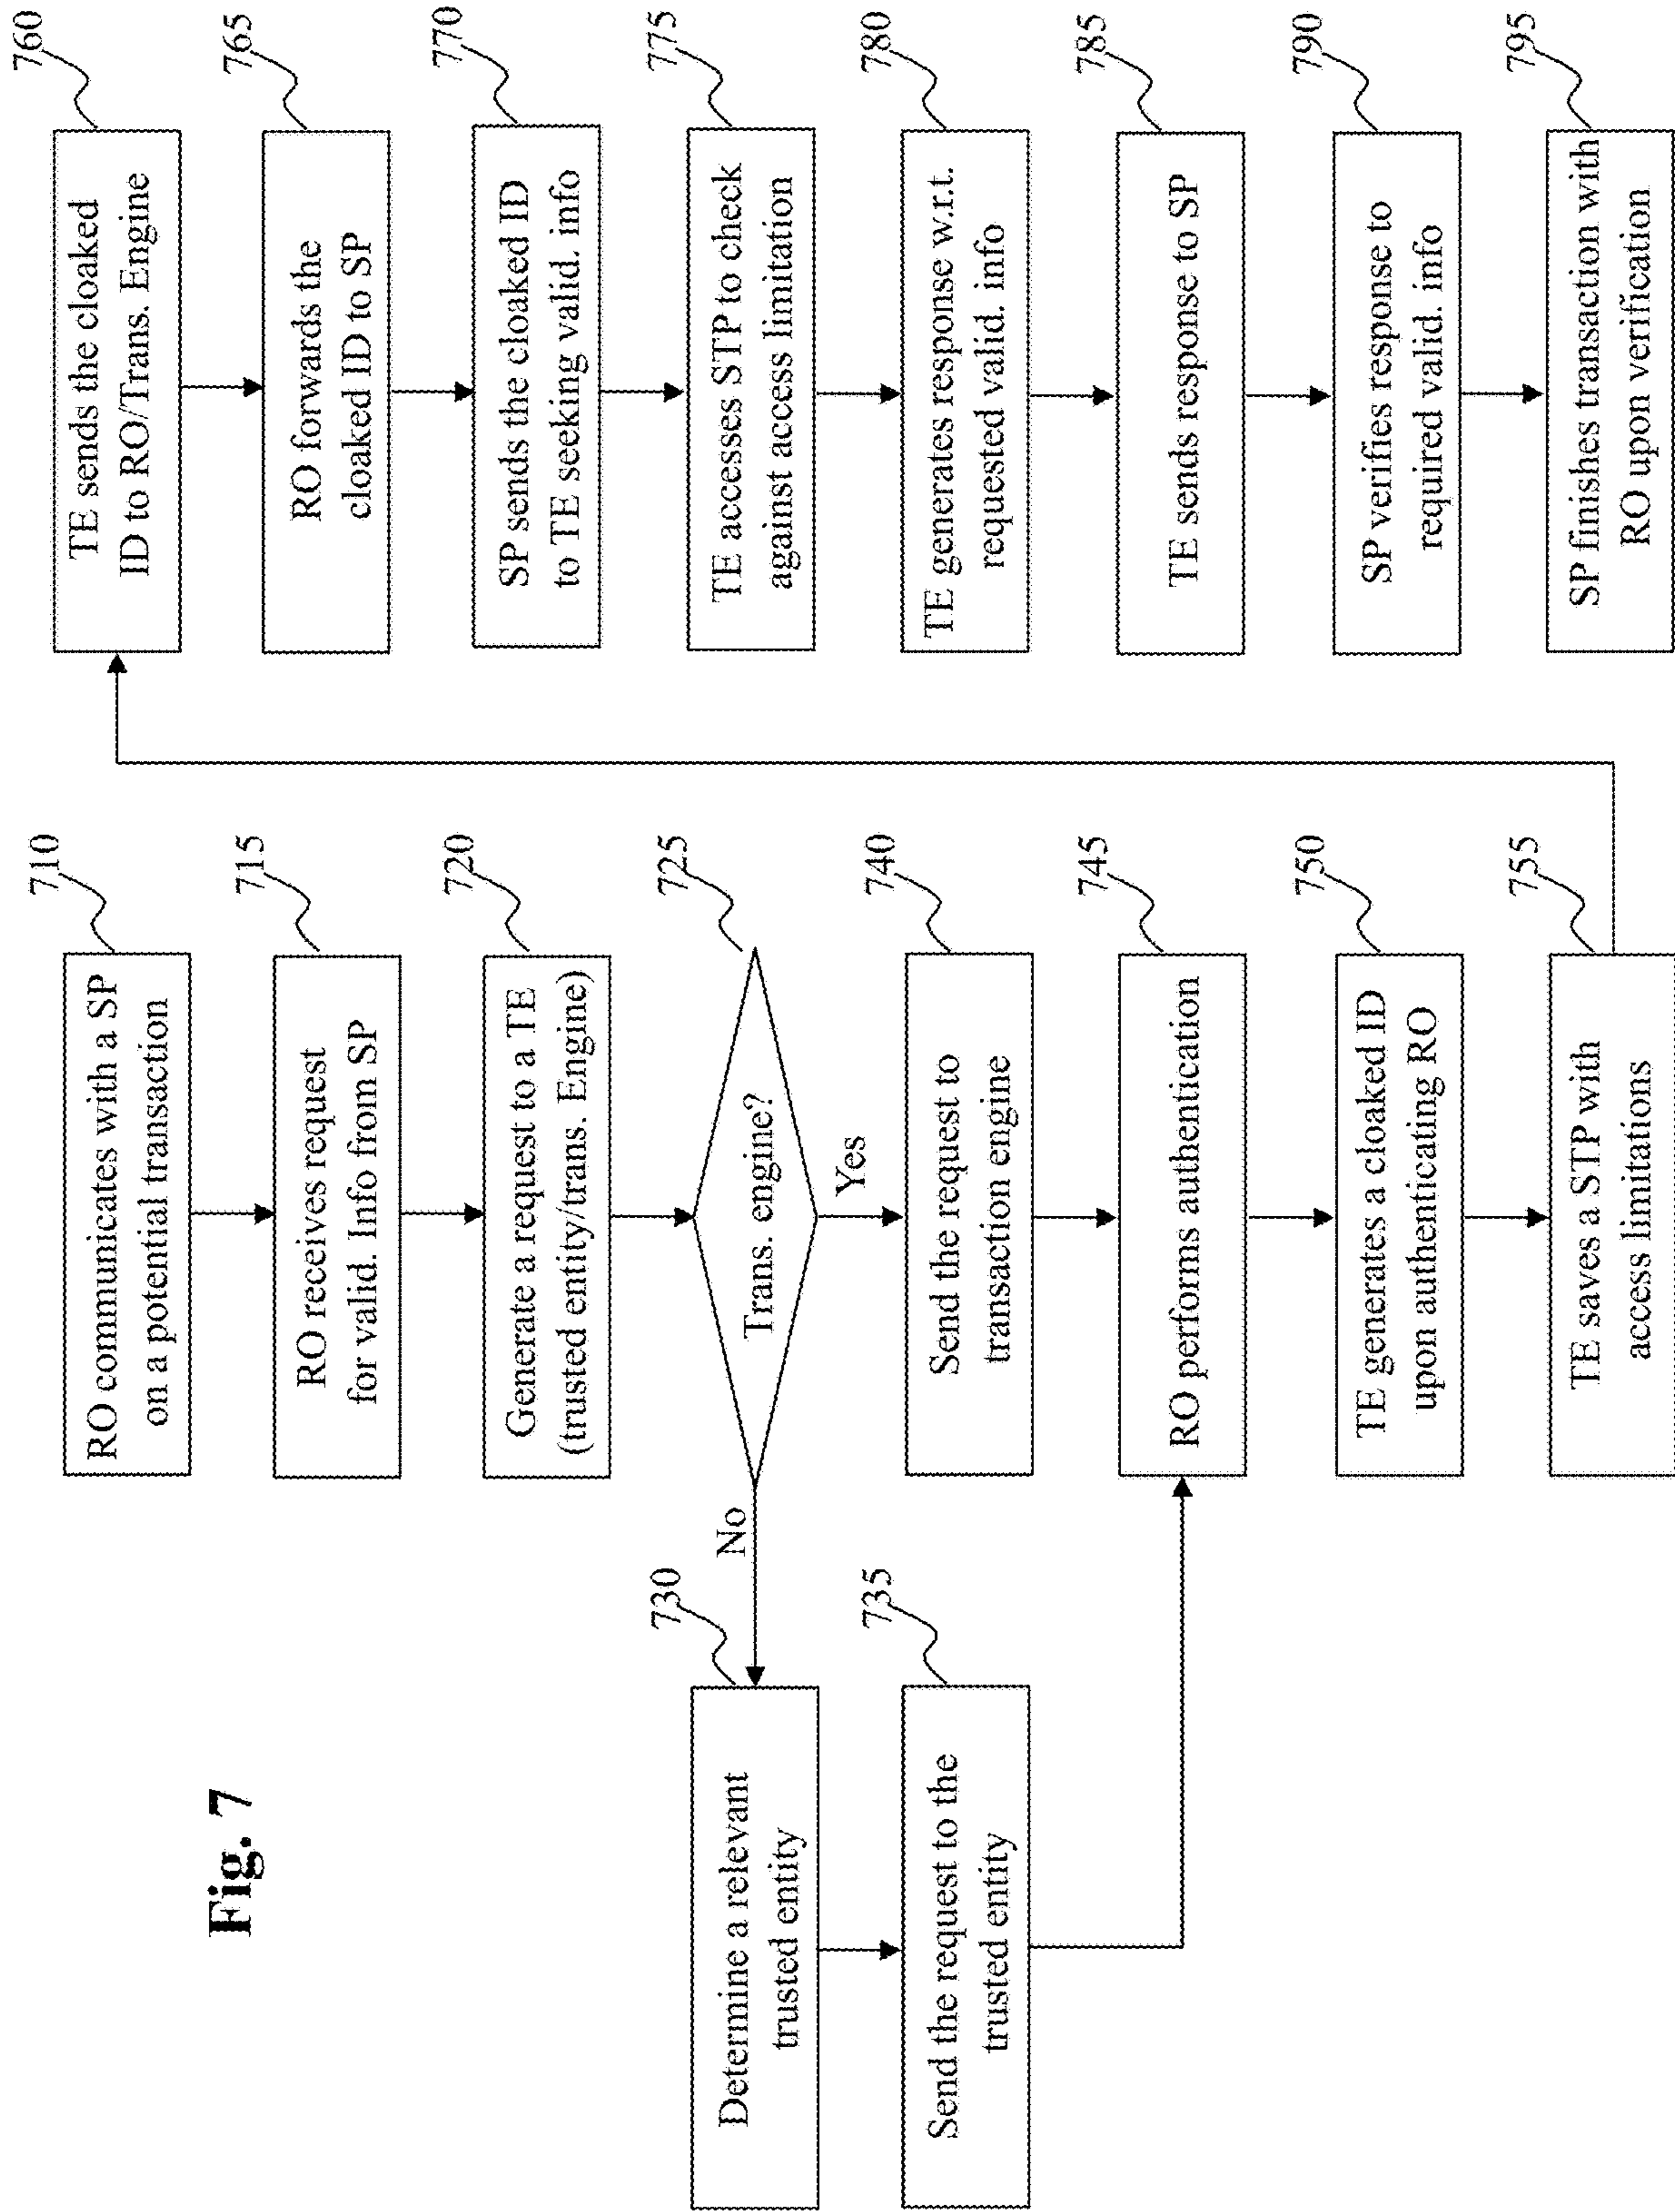 Fig. 7
RO communicates with a SP
on a potential transaction
710
RO receives request
for valid. Info from SP
715
Generate a request to a TE
(trusted entity/trans. Engine)
720
Trans. engine?
725
No
Yes
Determine a relevant
trusted entity
730
Send the request to the
trusted entity
735
Send the request to
transaction engine
740
RO performs authentication
745
TE generates a cloaked ID
upon authenticating RO
750
TE saves a STP with
access limitations
755
TE sends the cloaked
ID to RO/Trans. Engine
760
RO forwards the
cloaked ID to SP
765
SP sends the cloaked ID
to TE seeking valid. info
770
TE accesses STP to check
against access limitation
775
TE generates response w.r.t.
requested valid. info
780
TE sends response to SP
785
SP verifies response to
required valid. info
790
SP finishes transaction with
RO upon verification
795